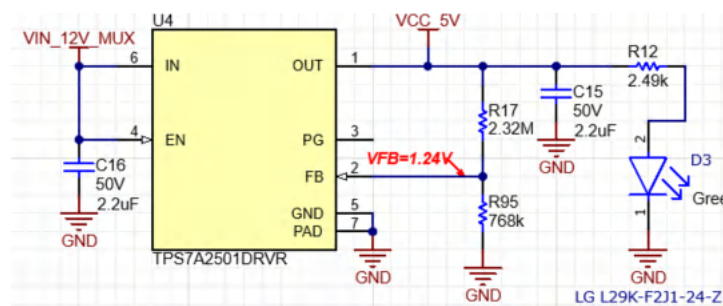 U4
VCC_5V
VIN_12V_MUX
6
IN
OUT
1
R12
2.49k
C15
50V
2.2uF
R17
2.32M
4
EN
PG
3
VFB=1.24V
GND
2
D3
Gree
1
C16
50V
2.2uF
FB
2
R95
768k
GND
5
PAD
7
GND
TPS7A2501DRVR
GND
GND
GND
LG L29K-F2J1-24-Z